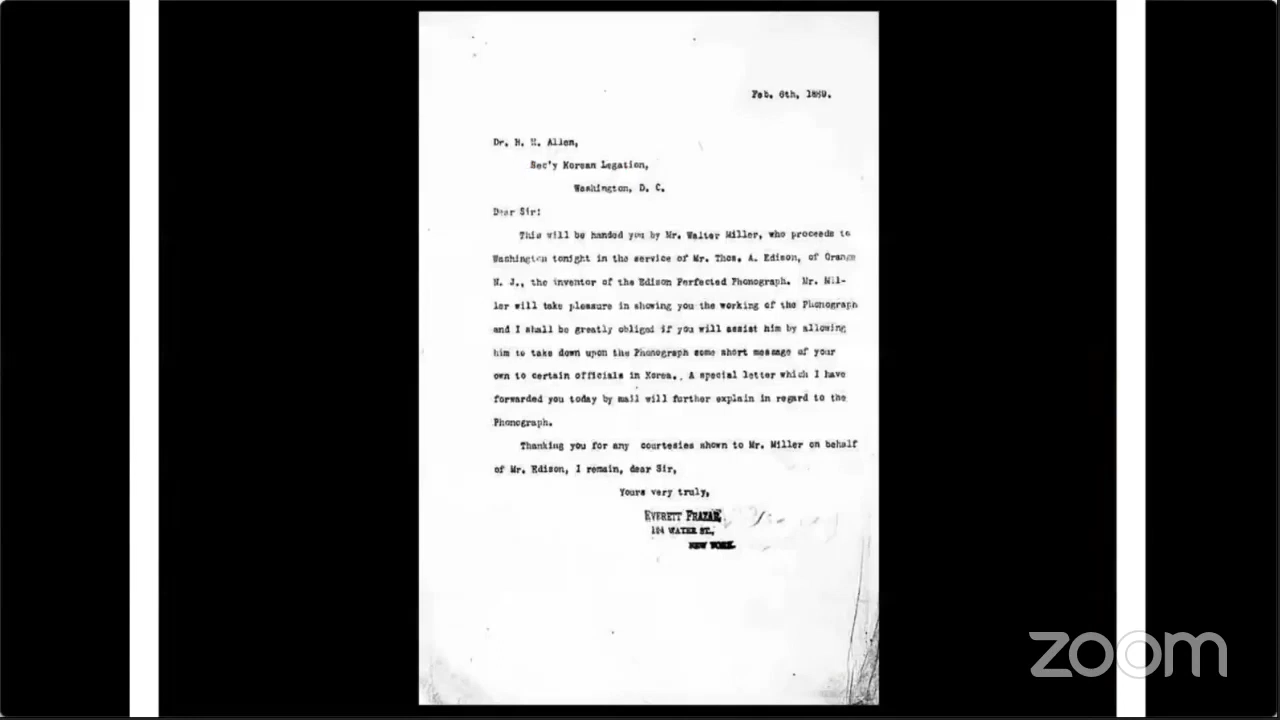 Feb. 6th, 1889.
Dr. H. N. Allen,
Sec'y Korean Legation,
Washington, D. C.
Dear Sir:
This will be handed you by Mr. Walter Miller, who proceeds to
Washington tonight in the service of Mr. Thos. A. Edison, of Orange
N. J., the inventor of the Edison Perfected Phonograph. Mr. Mil-
ler will take pleasure in showing you the working of the Phonograph
and I shall be greatly obliged if you will assist him by allowing
him to take down upon the Phonograph some short message of your
own to certain officials in Korea. A special letter which I have
forwarded you today by mail will further explain in regard to the
Phonograph.
Thanking you for any courtesies shown to Mr. Miller on behalf
of Mr. Edison, I remain, dear Sir,
Yours very truly,
EVERETT FRAZAR,
124 WATER ST.,
NEW YORK.
zoom